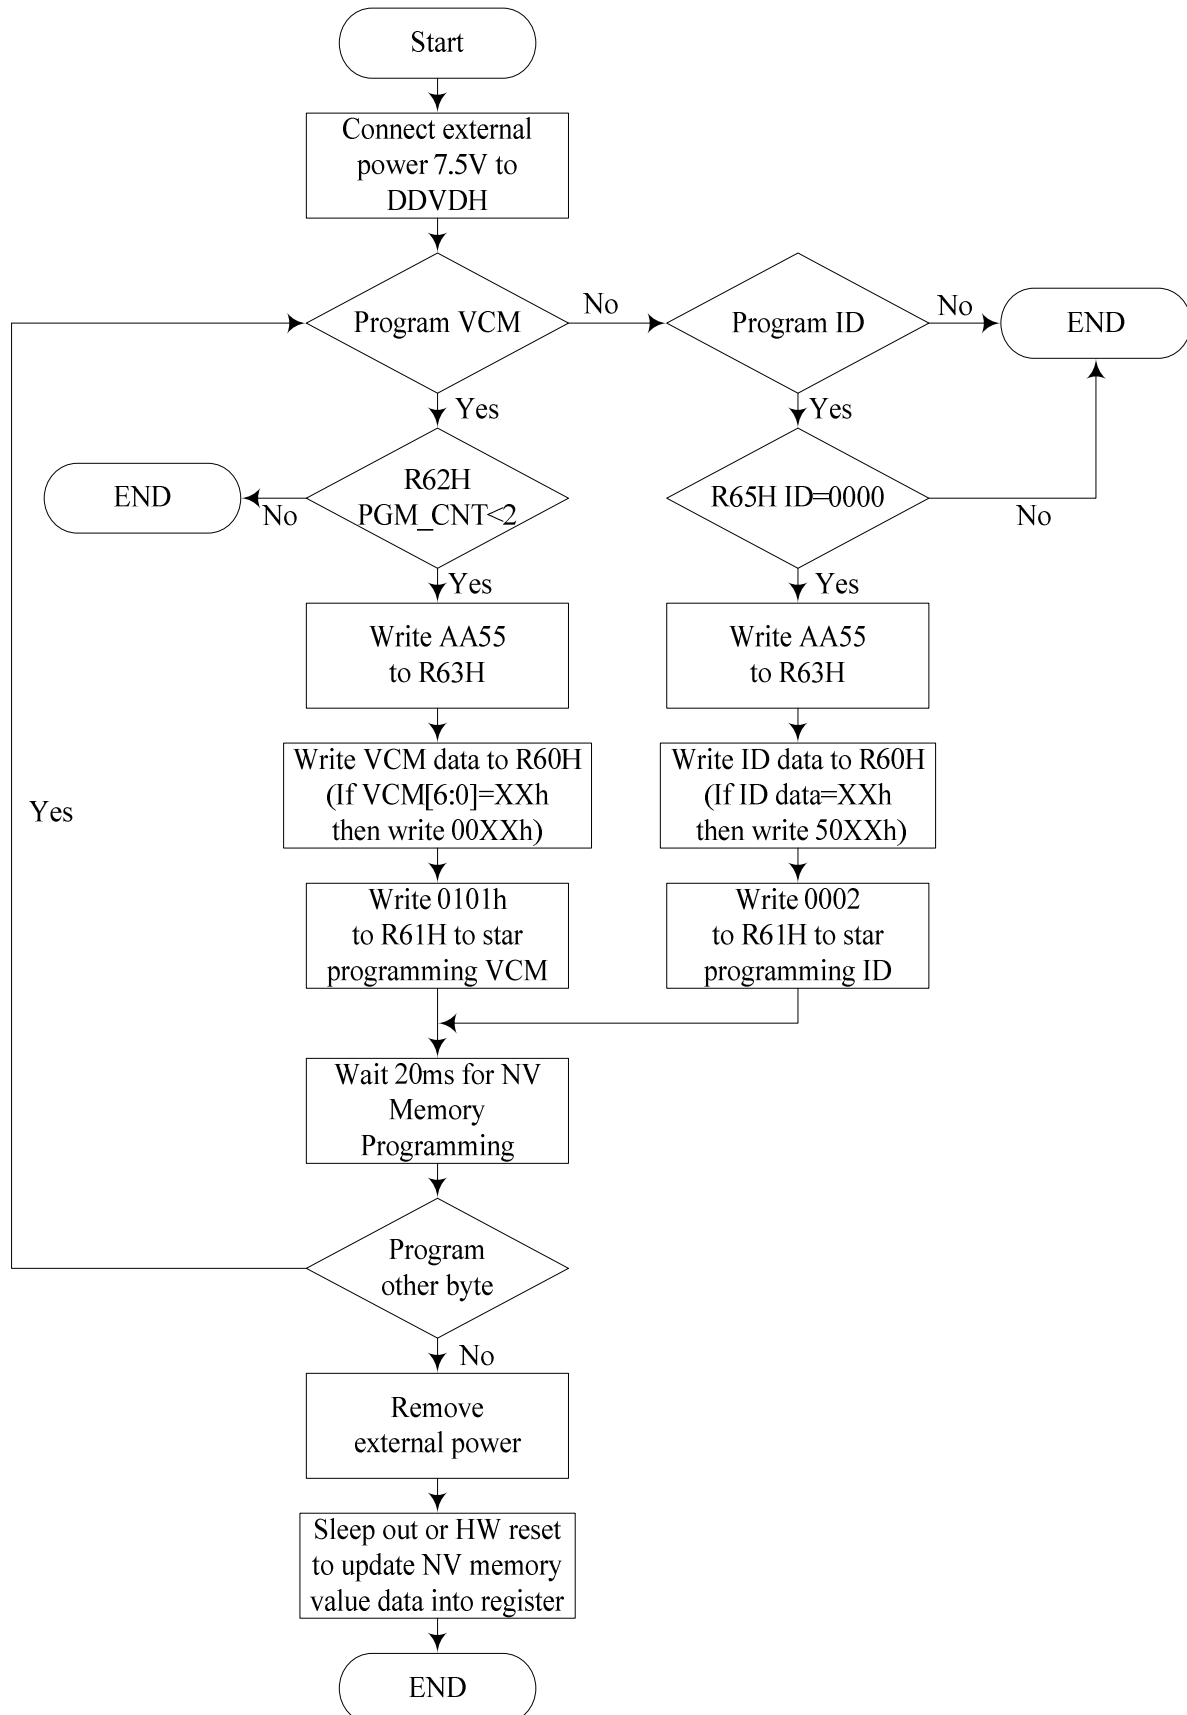 Start
Connect external
power 7.5V to
DDVDH
Program VCM
No
Program ID
No
END
Yes
Yes
END
No
R62H
PGM_CNT<2
R65H ID=0000
No
Yes
Yes
Write AA55
to R63H
Write AA55
to R63H
Write VCM data to R60H
(If VCM[6:0]=XXh
then write 00XXh)
Write ID data to R60H
(If ID data=XXh
then write 50XXh)
Yes
Write 0101h
to R61H to star
programming VCM
Write 0002
to R61H to star
programming ID
Wait 20ms for NV
Memory
Programming
Program
other byte
No
Remove
external power
Sleep out or HW reset
to update NV memory
value data into register
END